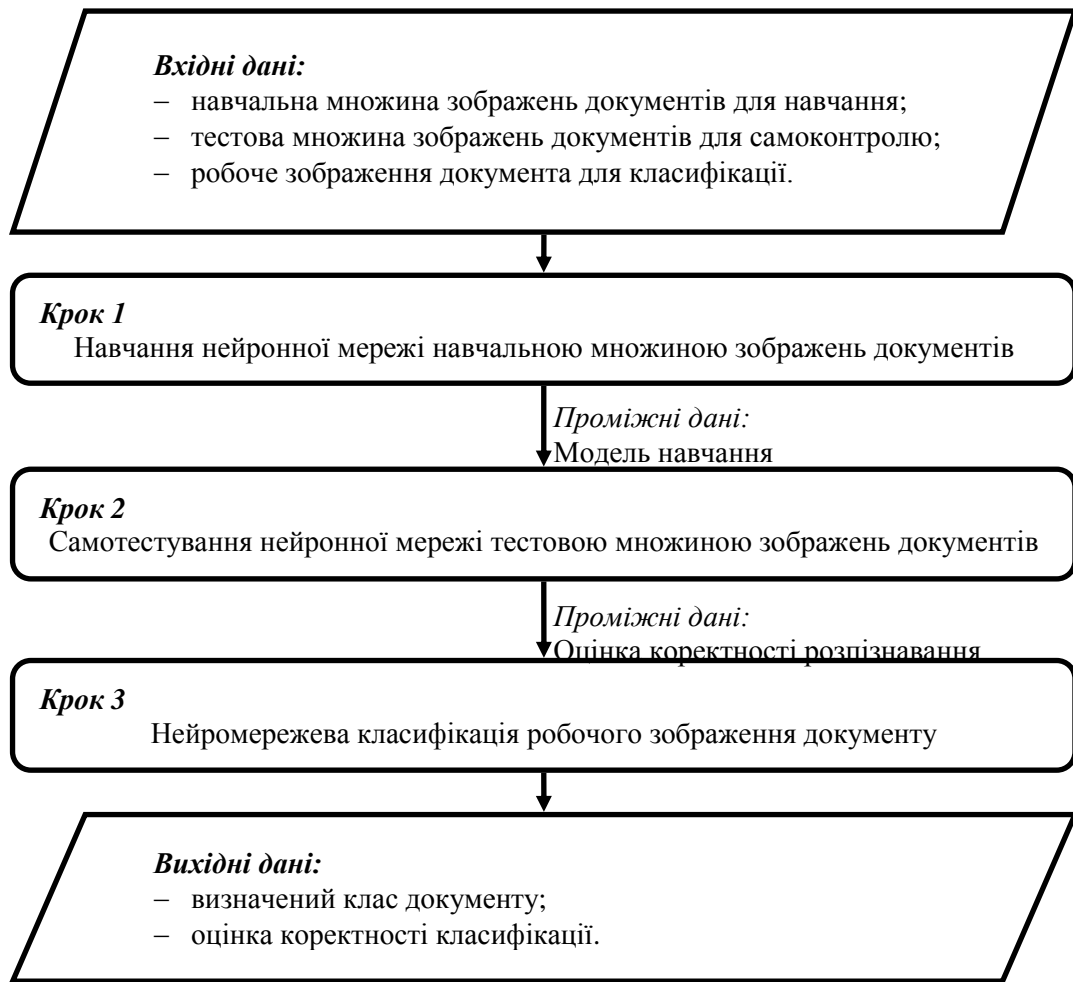 Вхідні дані:
– навчальна множина зображень документів для навчання;
– тестова множина зображень документів для самоконтролю;
– робоче зображення документа для класифікації.
Крок 1
Навчання нейронної мережі навчальною множиною зображень документів
Проміжні дані:
Модель навчання
Крок 2
Самотестування нейронної мережі тестовою множиною зображень документів
Проміжні дані:
Оцінка коректності розпізнавання
Крок 3
Нейромережева класифікація робочого зображення документу
Вихідні дані:
– визначений клас документу;
– оцінка коректності класифікації.